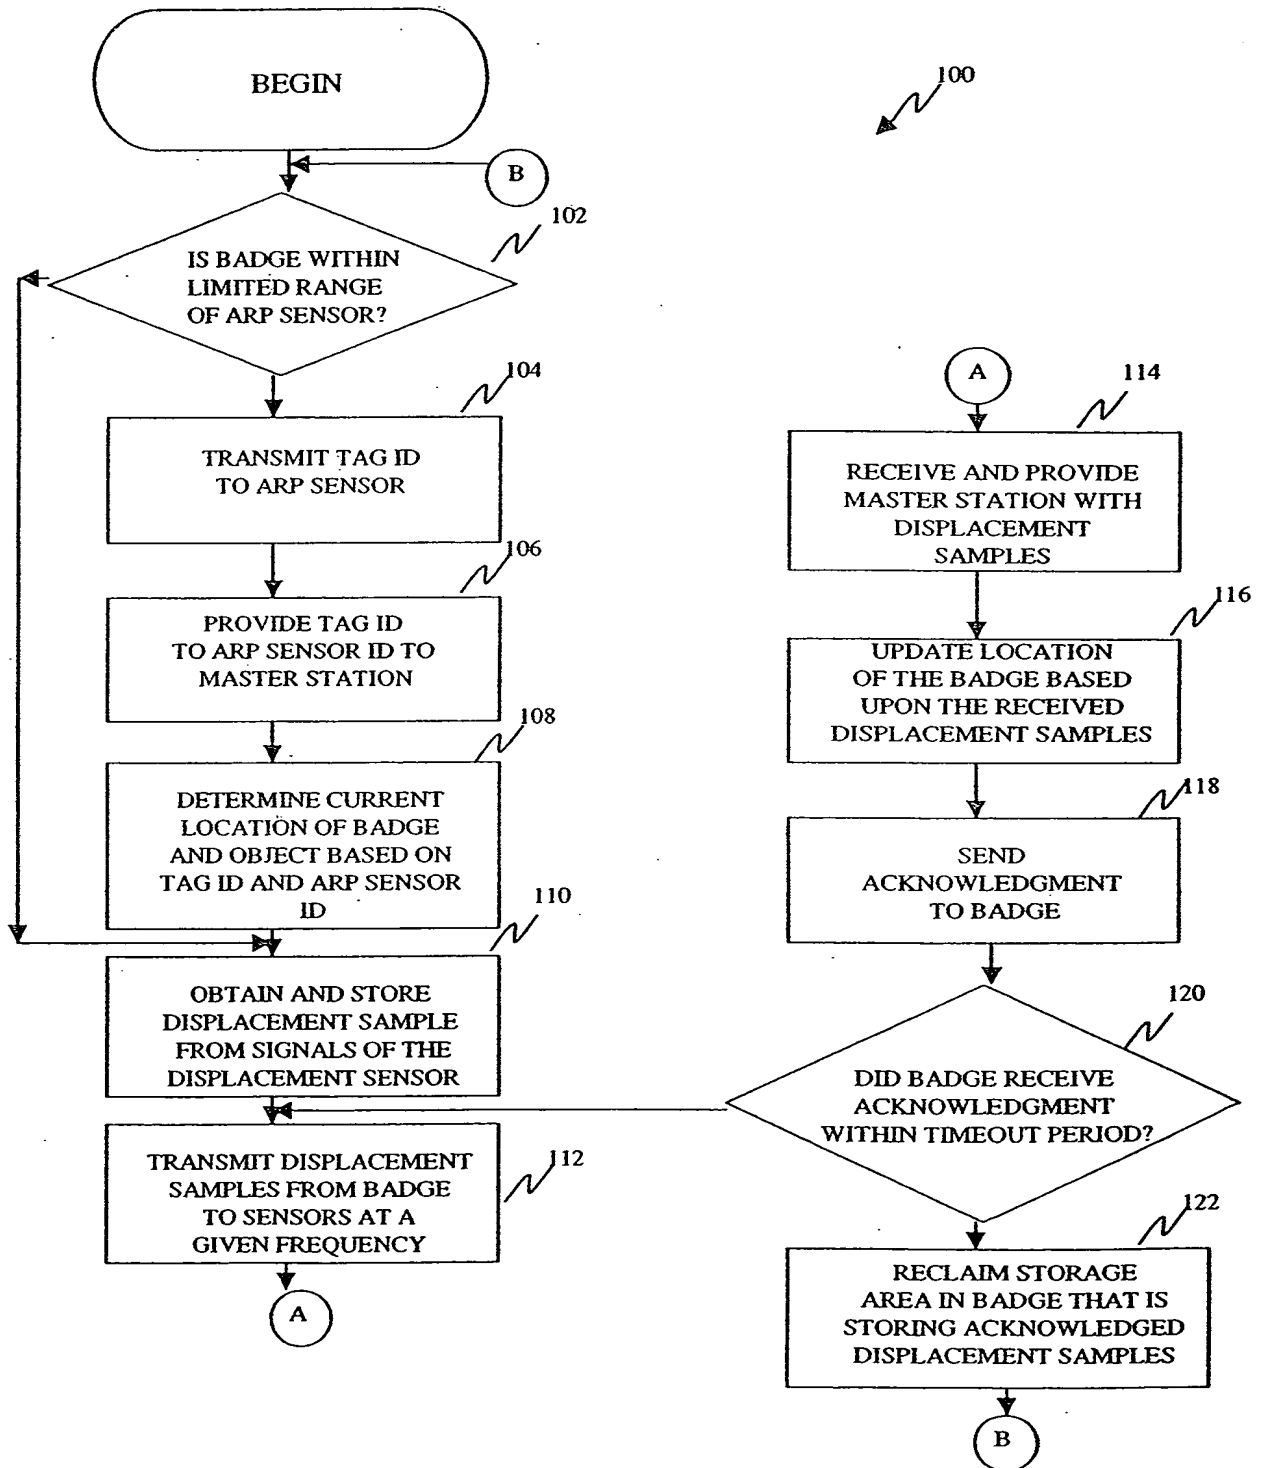 BEGIN
100
B
102
IS BADGE WITHIN
LIMITED RANGE
OF ARP SENSOR?
104
TRANSMIT TAG ID
TO ARP SENSOR
106
PROVIDE TAG ID
TO ARP SENSOR ID TO
MASTER STATION
108
DETERMINE CURRENT
LOCATION OF BADGE
AND OBJECT BASED ON
TAG ID AND ARP SENSOR
ID
110
OBTAIN AND STORE
DISPLACEMENT SAMPLE
FROM SIGNALS OF THE
DISPLACEMENT SENSOR
TRANSMIT DISPLACEMENT
SAMPLES FROM BADGE
TO SENSORS AT A
GIVEN FREQUENCY
112
A
A
114
RECEIVE AND PROVIDE
MASTER STATION WITH
DISPLACEMENT
SAMPLES
116
UPDATE LOCATION
OF THE BADGE BASED
UPON THE RECEIVED
DISPLACEMENT SAMPLES
118
SEND
ACKNOWLEDGMENT
TO BADGE
120
DID BADGE RECEIVE
ACKNOWLEDGMENT
WITHIN TIMEOUT PERIOD?
122
RECLAIM STORAGE
AREA IN BADGE THAT IS
STORING ACKNOWLEDGED
DISPLACEMENT SAMPLES
B